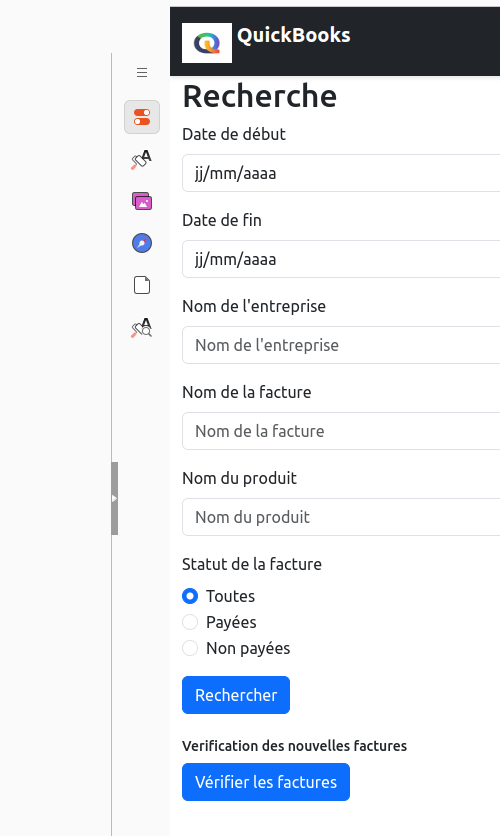 QuickBooks
Recherche
Date de début
jj/mm/aaaa
Date de fin
jj/mm/aaaa
Nom de l'entreprise
Nom de l'entreprise
Nom de la facture
Nom de la facture
Nom du produit
Nom du produit
Statut de la facture
Toutes
Payées
Non payées
Rechercher
Verification des nouvelles factures
Vérifier les factures